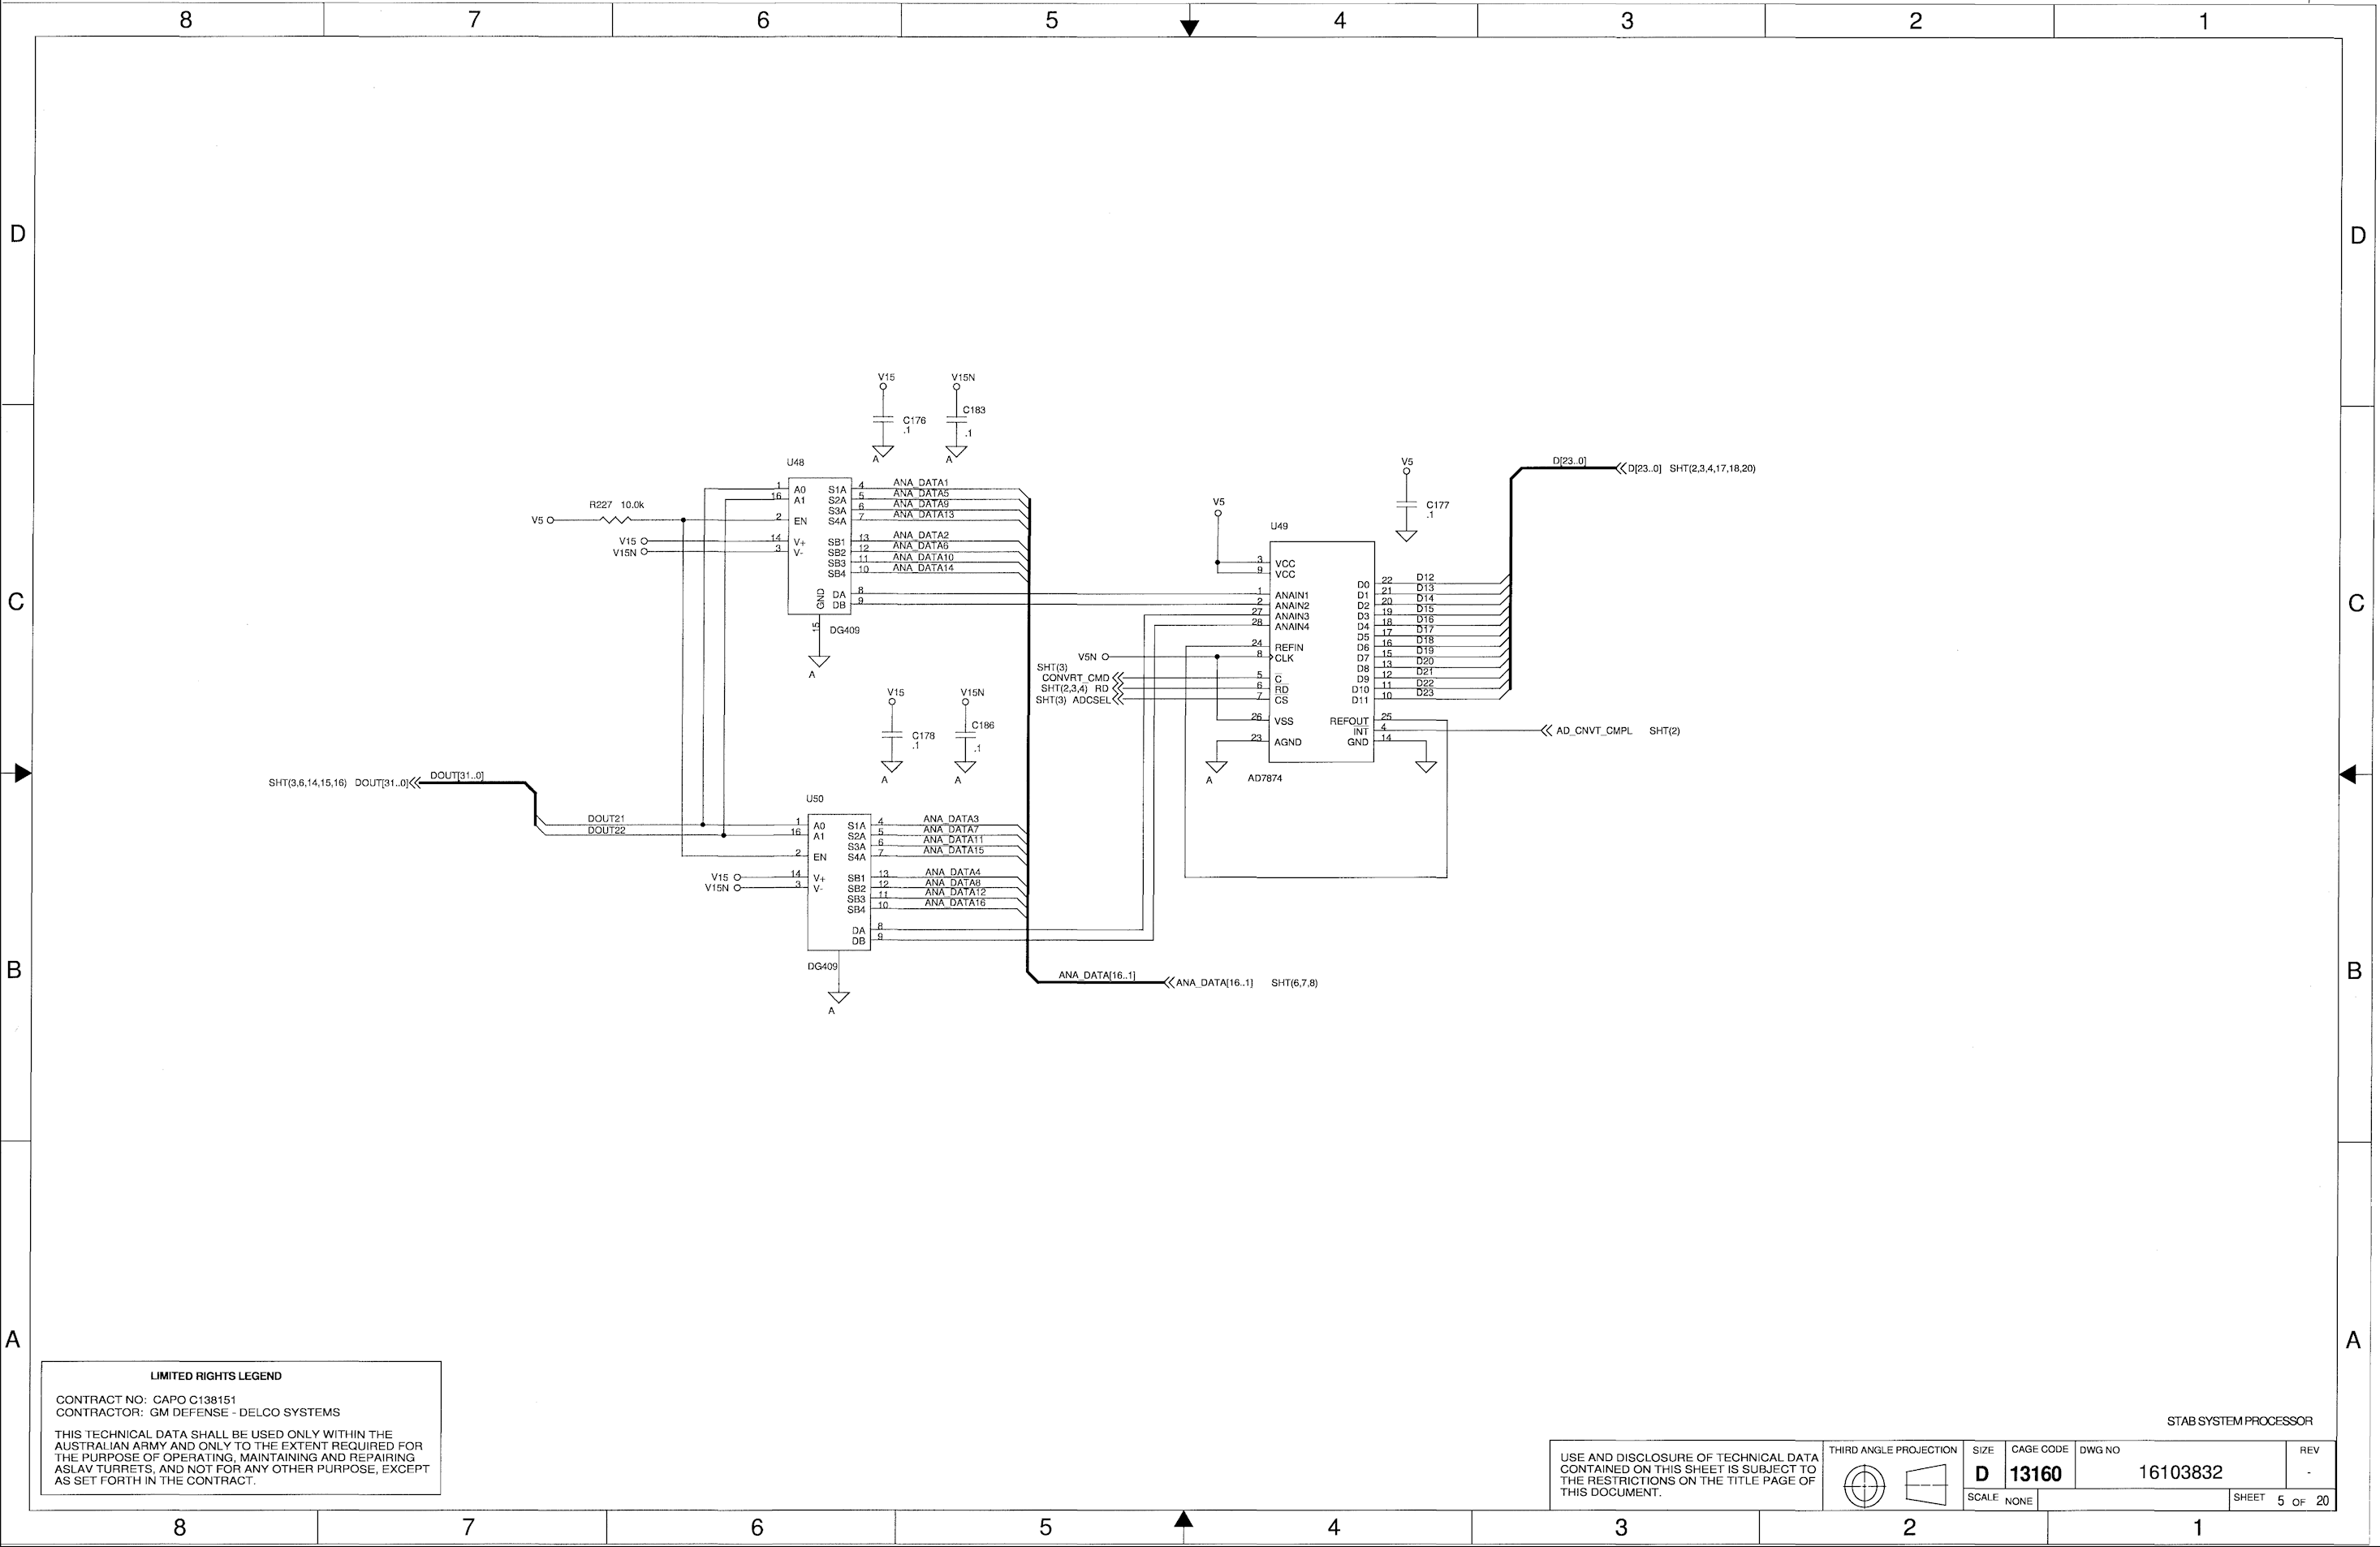 8 7 6 5 4 3 2 1
D
D
V15 V15N
C176
.1
C183
.1
A A
U48
1 A0 S1A 4 ANA_DATA1
16 A1 S2A 5 ANA_DATA5
S3A 6 ANA_DATA9
2 EN S4A 7 ANA_DATA13
14 V+ SB1 13 ANA_DATA2
3 V- SB2 12 ANA_DATA6
SB3 11 ANA_DATA10
SB4 10 ANA_DATA14
DA 8
GND DB 9
15
DG409
A
R227 10.0k
V5
V15
V15N
V5
C177
.1
D[23..0]
D[23..0] SHT(2,3,4,17,18,20)
V5
U49
3 VCC
9 VCC
1 ANAIN1
2 ANAIN2
27 ANAIN3
28 ANAIN4
24 REFIN
8 CLK
5 C
6 RD
7 CS
26 VSS
23 AGND
D0 22 D12
D1 21 D13
D2 20 D14
D3 19 D15
D4 18 D16
D5 17 D17
D6 16 D18
D7 15 D19
D8 13 D20
D9 12 D21
D10 11 D22
D11 10 D23
REFOUT 25
INT 4
GND 14
AD_CNVT_CMPL SHT(2)
A
AD7874
C
C
V5N
SHT(3)
CONVRT_CMD
SHT(2,3,4) RD
SHT(3) ADCSEL
V15 V15N
C178
.1
C186
.1
A A
SHT(3,6,14,15,16) DOUT[31..0]
DOUT[31..0]
DOUT21
DOUT22
U50
1 A0 S1A 4 ANA_DATA3
16 A1 S2A 5 ANA_DATA7
S3A 6 ANA_DATA11
2 EN S4A 7 ANA_DATA15
V15 14 V+ SB1 13 ANA_DATA4
V15N 3 V- SB2 12 ANA_DATA8
SB3 11 ANA_DATA12
SB4 10 ANA_DATA16
DA 8
DB 9
DG409
A
ANA_DATA[16..1]
ANA_DATA[16..1] SHT(6,7,8)
B
B
A
A
LIMITED RIGHTS LEGEND
CONTRACT NO: CAPO C138151
CONTRACTOR: GM DEFENSE - DELCO SYSTEMS
THIS TECHNICAL DATA SHALL BE USED ONLY WITHIN THE
AUSTRALIAN ARMY AND ONLY TO THE EXTENT REQUIRED FOR
THE PURPOSE OF OPERATING, MAINTAINING AND REPAIRING
ASLAV TURRETS, AND NOT FOR ANY OTHER PURPOSE, EXCEPT
AS SET FORTH IN THE CONTRACT.
STAB SYSTEM PROCESSOR
USE AND DISCLOSURE OF TECHNICAL DATA
CONTAINED ON THIS SHEET IS SUBJECT TO
THE RESTRICTIONS ON THE TITLE PAGE OF
THIS DOCUMENT.
THIRD ANGLE PROJECTION
SIZE
D
CAGE CODE
13160
DWG NO
16103832
REV
-
SCALE NONE
SHEET 5 OF 20
8 7 6 5 4 3 2 1